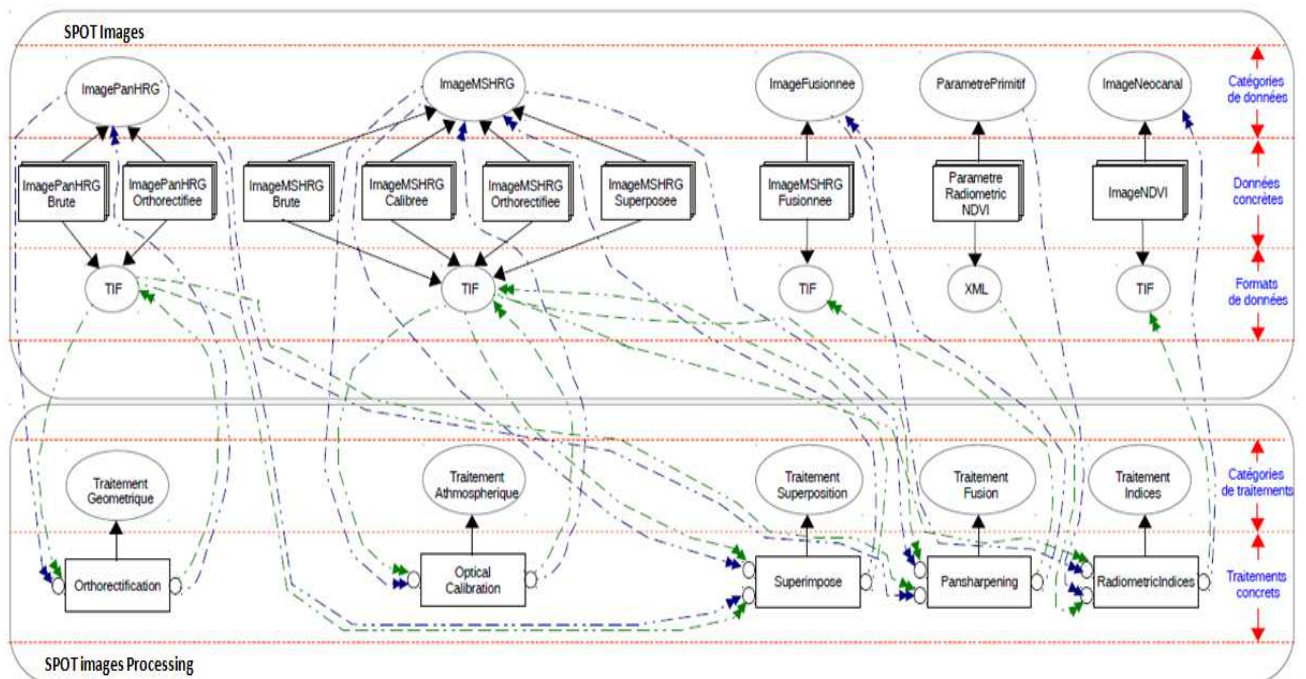 SPOT Images
ImagePanHRG
ImageMSHRG
ImageFusionnee
ParametrePrimitif
ImageNeocanal
Catégories
de données
ImagePanHRG
Brute
ImagePanHRG
Orthorectifiee
ImageMSHRG
Brute
ImageMSHRG
Calibree
ImageMSHRG
Orthorectifiee
ImageMSHRG
Superposee
ImageMSHRG
Fusionnee
Parametre
Radiometric
NDVI
ImageNDVI
Données
concrètes
TIF
TIF
TIF
XML
TIF
Formats
de données
Traitement
Geometrique
Traitement
Athmospherique
Traitement
Superposition
Traitement
Fusion
Traitement
Indices
Catégories
de traitements
Orthorectification
Optical
Calibration
Superimpose
Pansharpening
RadiometricIndices
Traitements
concrets
SPOT images Processing